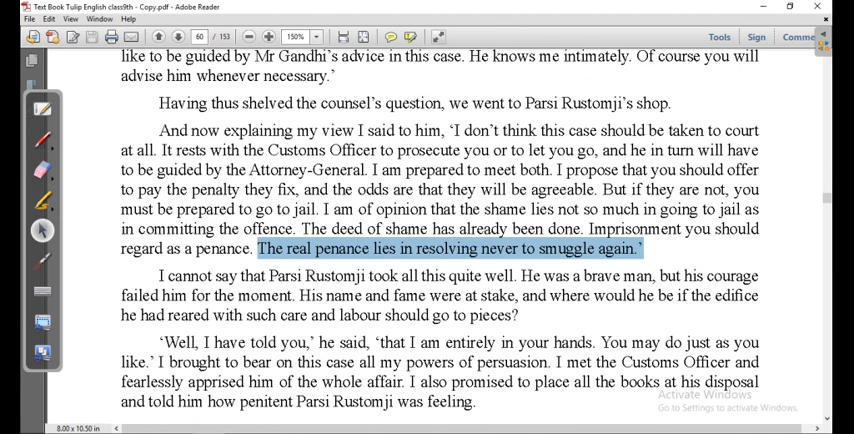 Text Book Tulip English class9th - Copy.pdf - Adobe Reader
File Edit View Window Help
60 / 153 150% Tools Sign Comme
like to be guided by Mr Gandhi's advice in this case. He knows me intimately. Of course you will
advise him whenever necessary.'
Having thus shelved the counsel's question, we went to Parsi Rustomji's shop.
And now explaining my view I said to him, 'I don't think this case should be taken to court
at all. It rests with the Customs Officer to prosecute you or to let you go, and he in turn will have
to be guided by the Attorney-General. I am prepared to meet both. I propose that you should offer
to pay the penalty they fix, and the odds are that they will be agreeable. But if they are not, you
must be prepared to go to jail. I am of opinion that the shame lies not so much in going to jail as
in committing the offence. The deed of shame has already been done. Imprisonment you should
regard as a penance. The real penance lies in resolving never to smuggle again.'
I cannot say that Parsi Rustomji took all this quite well. He was a brave man, but his courage
failed him for the moment. His name and fame were at stake, and where would he be if the edifice
he had reared with such care and labour should go to pieces?
'Well, I have told you,' he said, 'that I am entirely in your hands. You may do just as you
like.' I brought to bear on this case all my powers of persuasion. I met the Customs Officer and
fearlessly apprised him of the whole affair. I also promised to place all the books at his disposal
and told him how penitent Parsi Rustomji was feeling.
Activate Windows
Go to Settings to activate Windows.
8.00 x 10.50 in